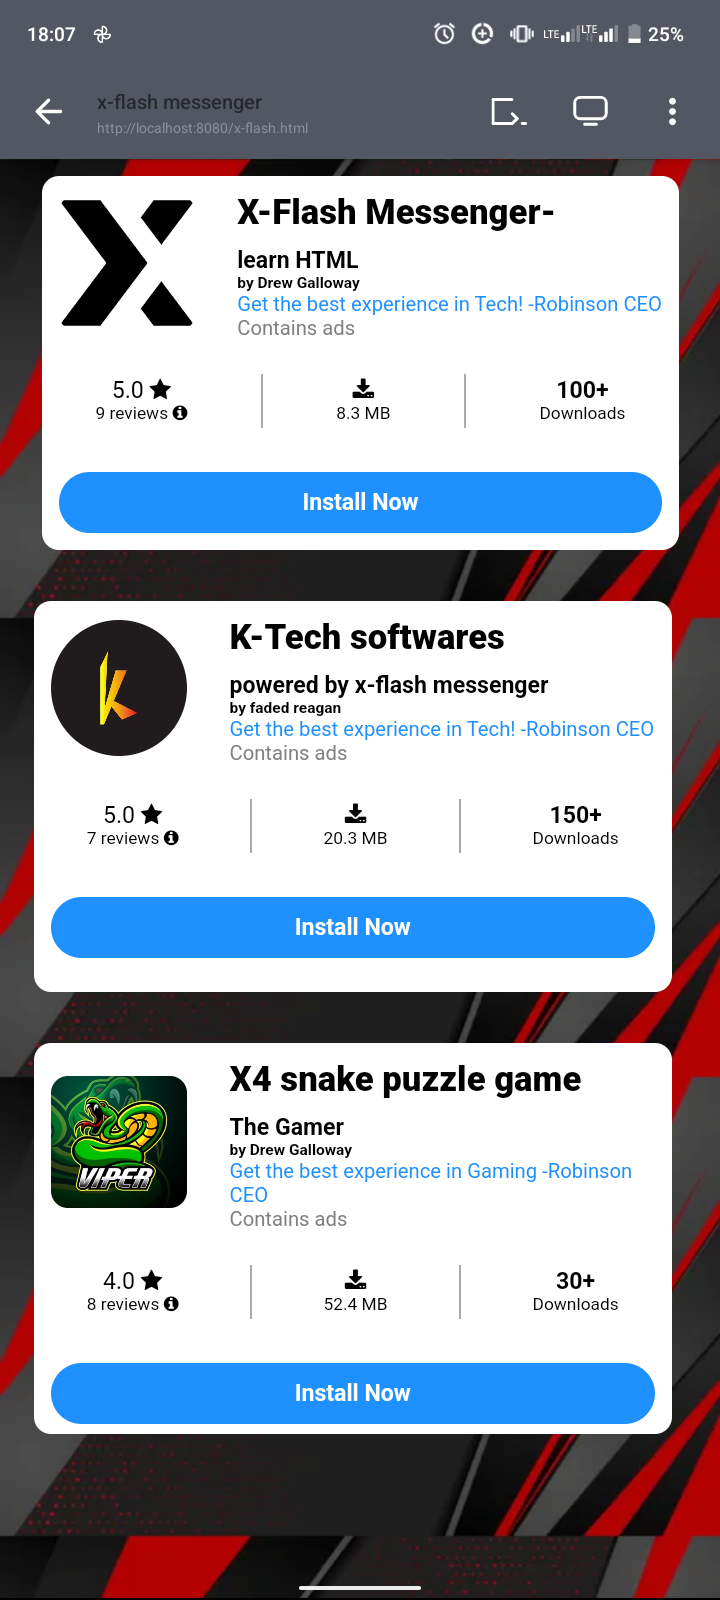 18:07
LTE LTE 25%
x-flash messenger
http://localhost:8080/x-flash.html
X-Flash Messenger-
learn HTML
by Drew Galloway
Get the best experience in Tech! -Robinson CEO
Contains ads
5.0
9 reviews
8.3 MB
100+
Downloads
Install Now
k
K-Tech softwares
powered by x-flash messenger
by faded reagan
Get the best experience in Tech! -Robinson CEO
Contains ads
5.0
7 reviews
20.3 MB
150+
Downloads
Install Now
VIPER
X4 snake puzzle game
The Gamer
by Drew Galloway
Get the best experience in Gaming -Robinson
CEO
Contains ads
4.0
8 reviews
52.4 MB
30+
Downloads
Install Now